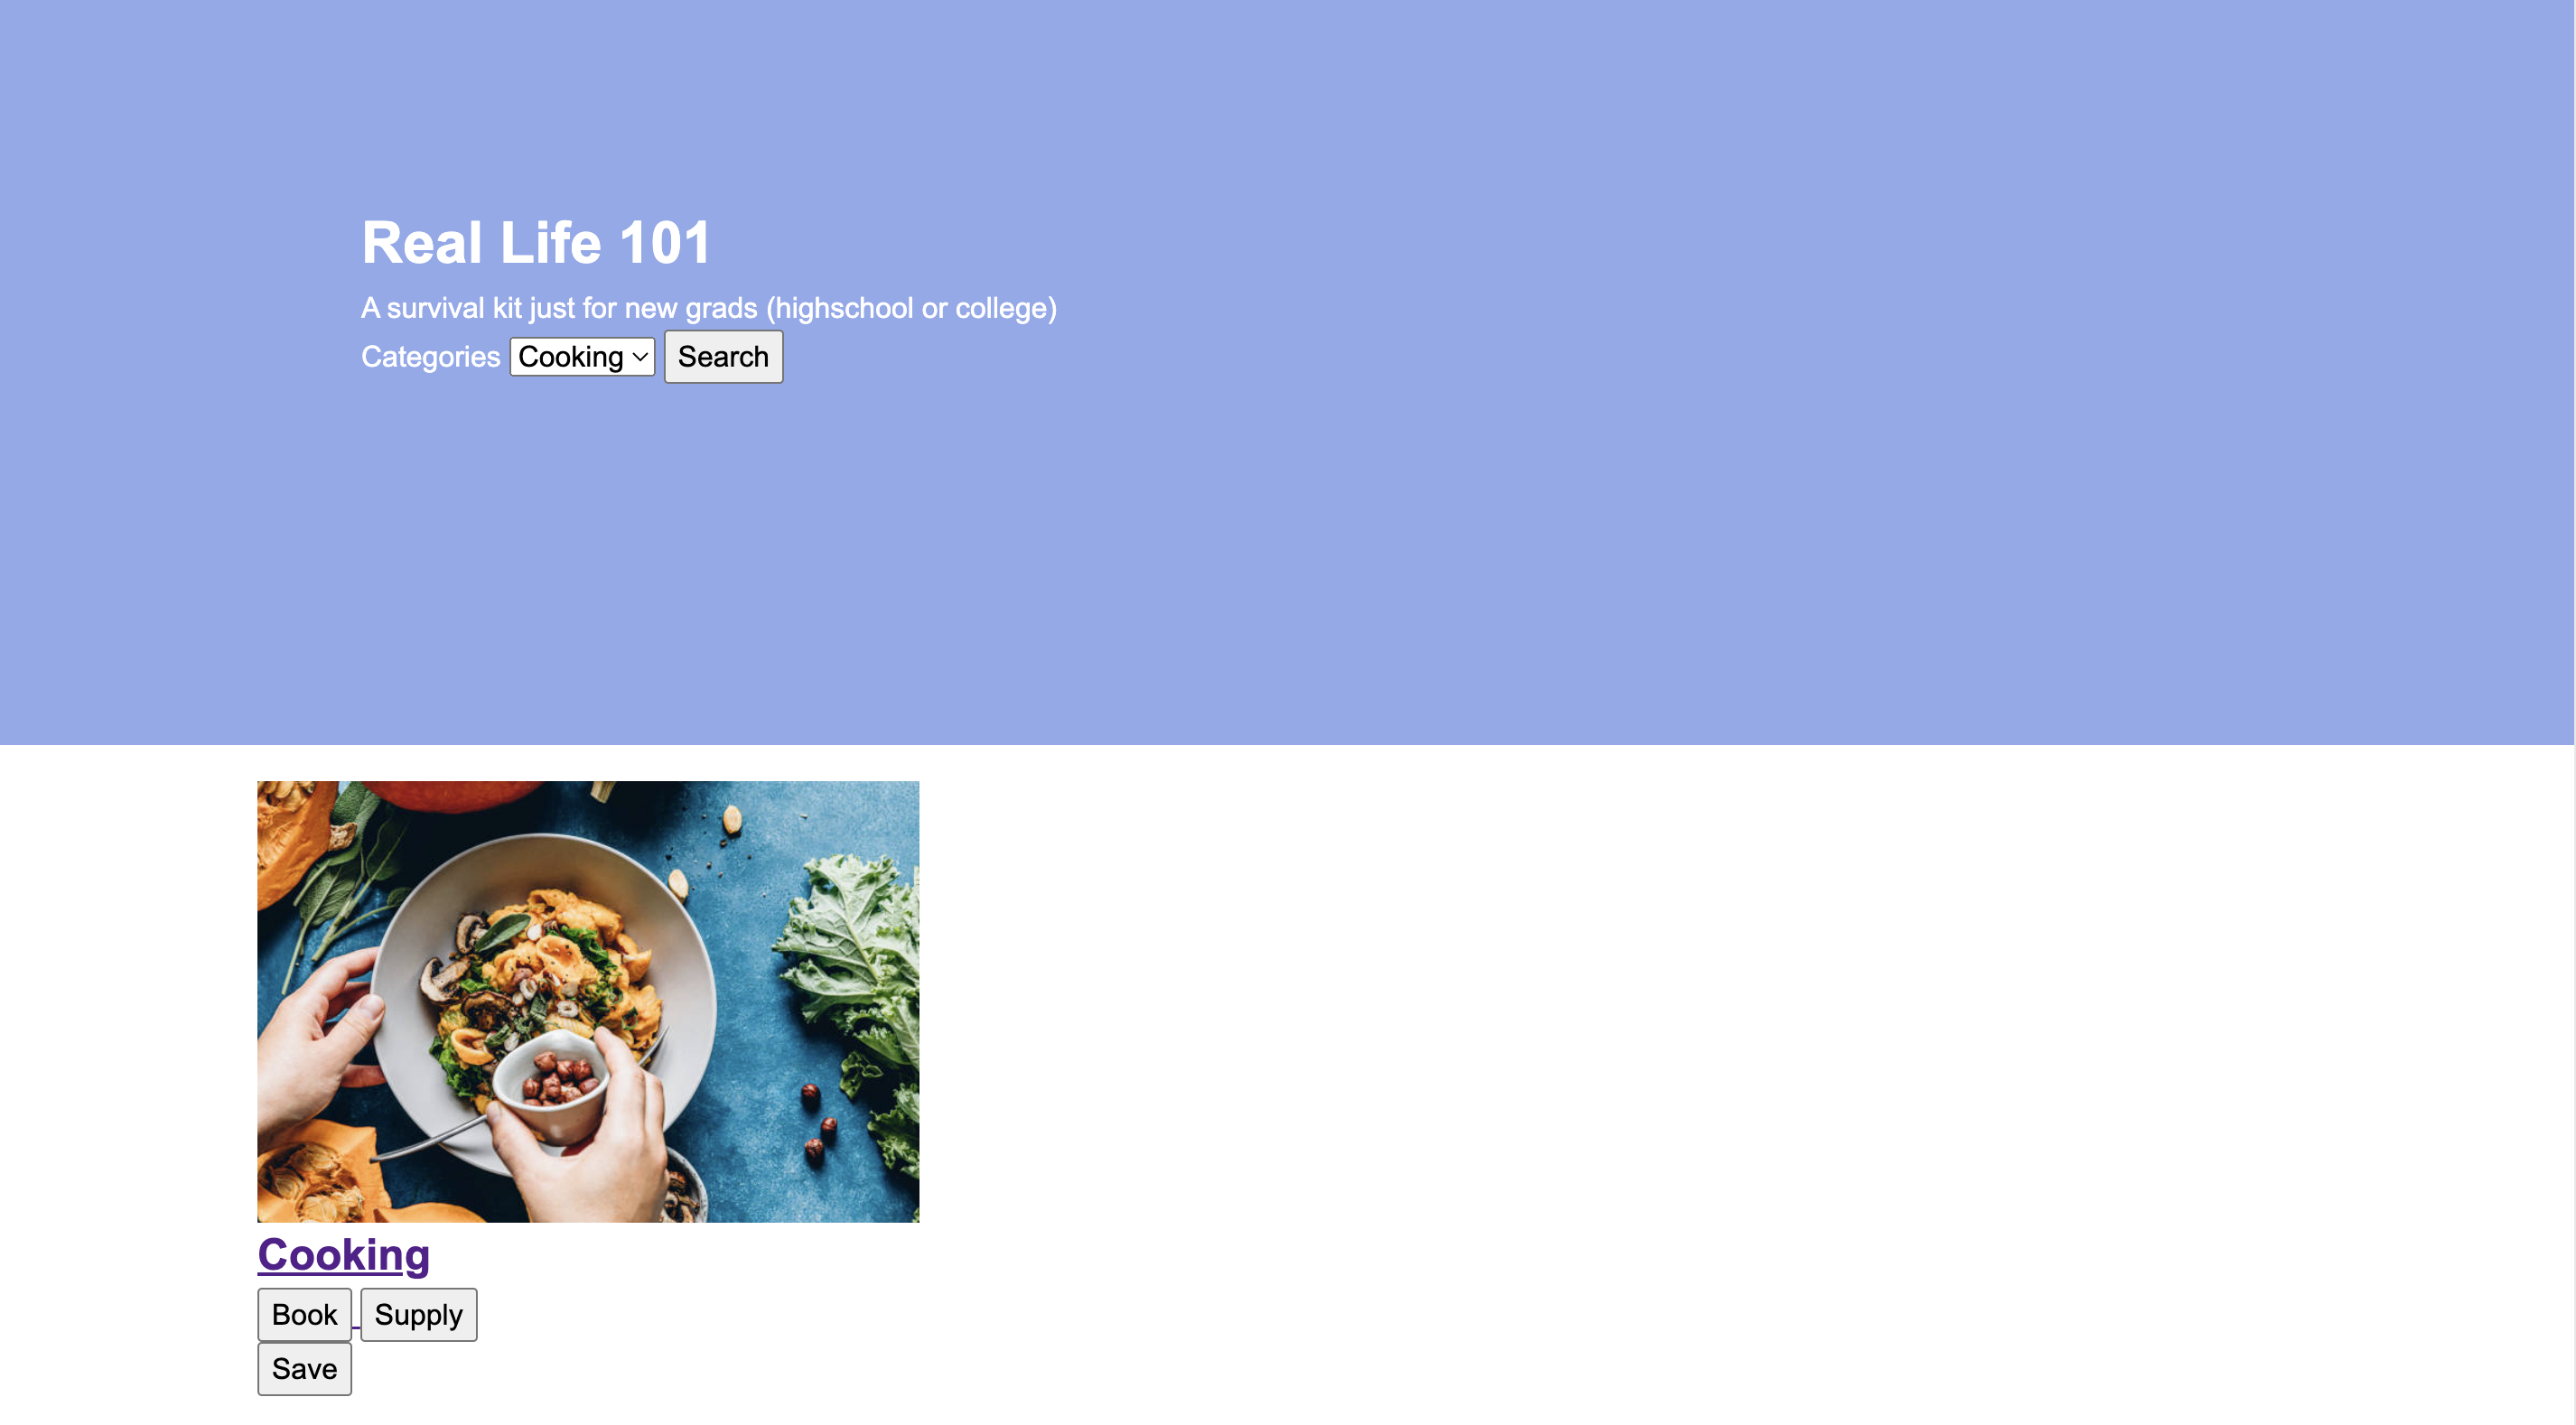 Real Life 101
A survival kit just for new grads (highschool or college)
Categories Cooking Search
Cooking
Book Supply
Save